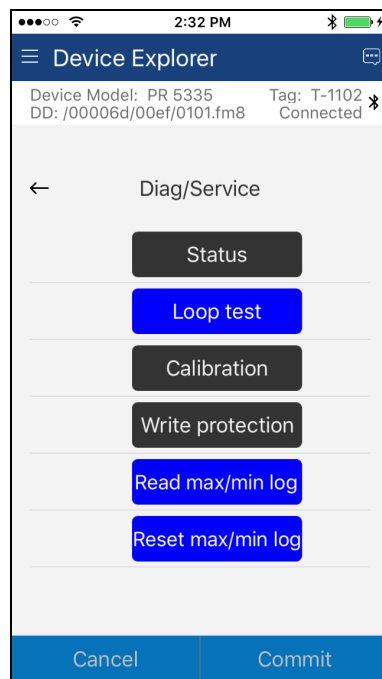 2:32 PM
Device Explorer
Device Model: PR 5335 Tag: T-1102
DD: /00006d/00ef/0101.fm8 Connected
Diag/Service
Status
Loop test
Calibration
Write protection
Read max/min log
Reset max/min log
Cancel Commit